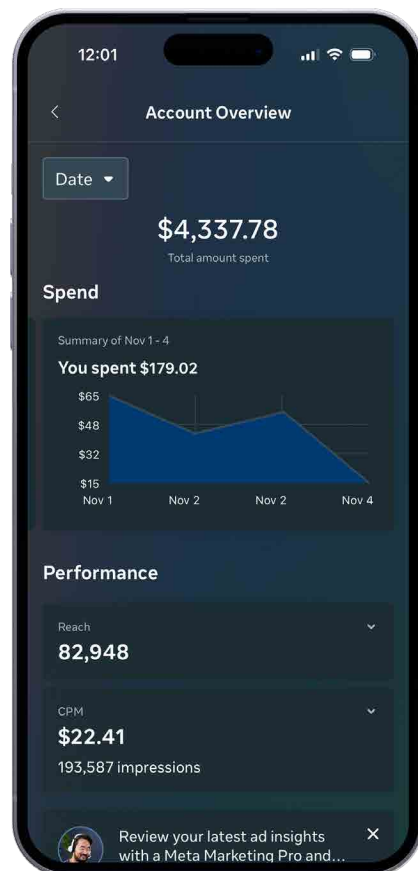 12:01
Account Overview
Date
$4,337.78
Total amount spent
Spend
Summary of Nov 1 - 4
You spent $179.02
$65
$48
$32
$15
Nov 1 Nov 2 Nov 2 Nov 4
Performance
Reach
82,948
CPM
$22.41
193,587 impressions
Review your latest ad insights
with a Meta Marketing Pro and...